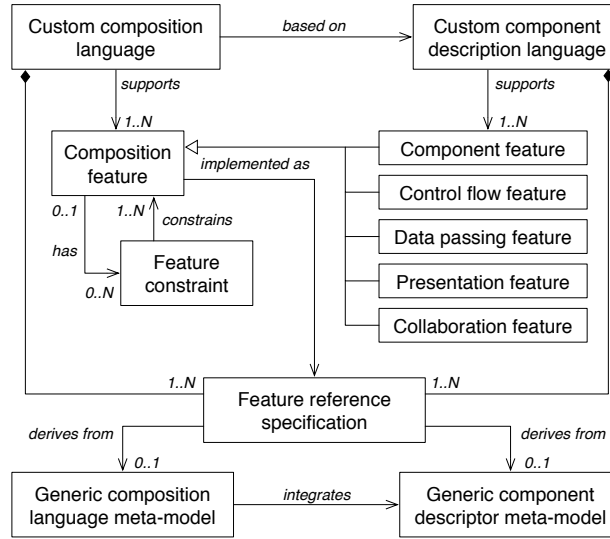 Custom composition
language
based on
Custom component
description language
supports
supports
1..N
1..N
Composition
feature
implemented as
Component feature
Control flow feature
0..1
1..N
constrains
has
Data passing feature
0..N
Feature
constraint
Presentation feature
Collaboration feature
1..N
Feature reference
specification
1..N
derives from
derives from
0..1
0..1
Generic composition
language meta-model
integrates
Generic component
descriptor meta-model